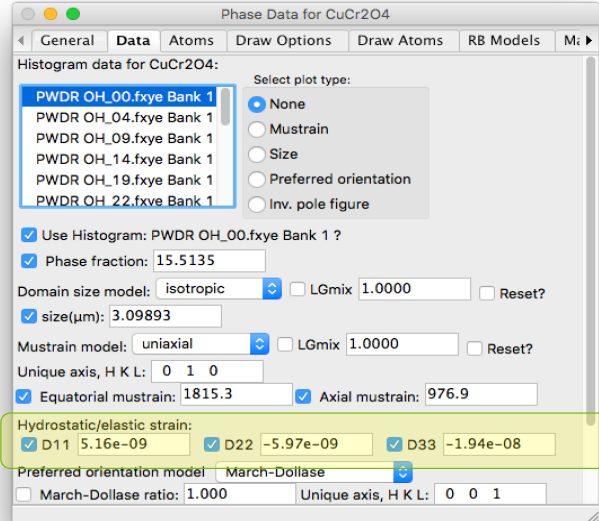 Phase Data for CuCr2O4
General Data Atoms Draw Options Draw Atoms RB Models
Histogram data for CuCr2O4:
Select plot type:
PWDR OH_00.fxye Bank 1
PWDR OH_04.fxye Bank 1
PWDR OH_09.fxye Bank 1
PWDR OH_14.fxye Bank 1
PWDR OH_19.fxye Bank 1
PWDR OH_22.fxye Bank 1
None
Mustrain
Size
Preferred orientation
Inv. pole figure
Use Histogram: PWDR OH_00.fxye Bank 1 ?
Phase fraction: 15.5135
Domain size model: isotropic LGmix 1.0000 Reset?
size(μm): 3.09893
Mustrain model: uniaxial LGmix 1.0000 Reset?
Unique axis, H K L: 0 1 0
Equatorial mustrain: 1815.3 Axial mustrain: 976.9
Hydrostatic/elastic strain:
D11 5.16e-09 D22 -5.97e-09 D33 -1.94e-08
Preferred orientation model March-Dollase
March-Dollase ratio: 1.000 Unique axis, H K L: 0 0 1